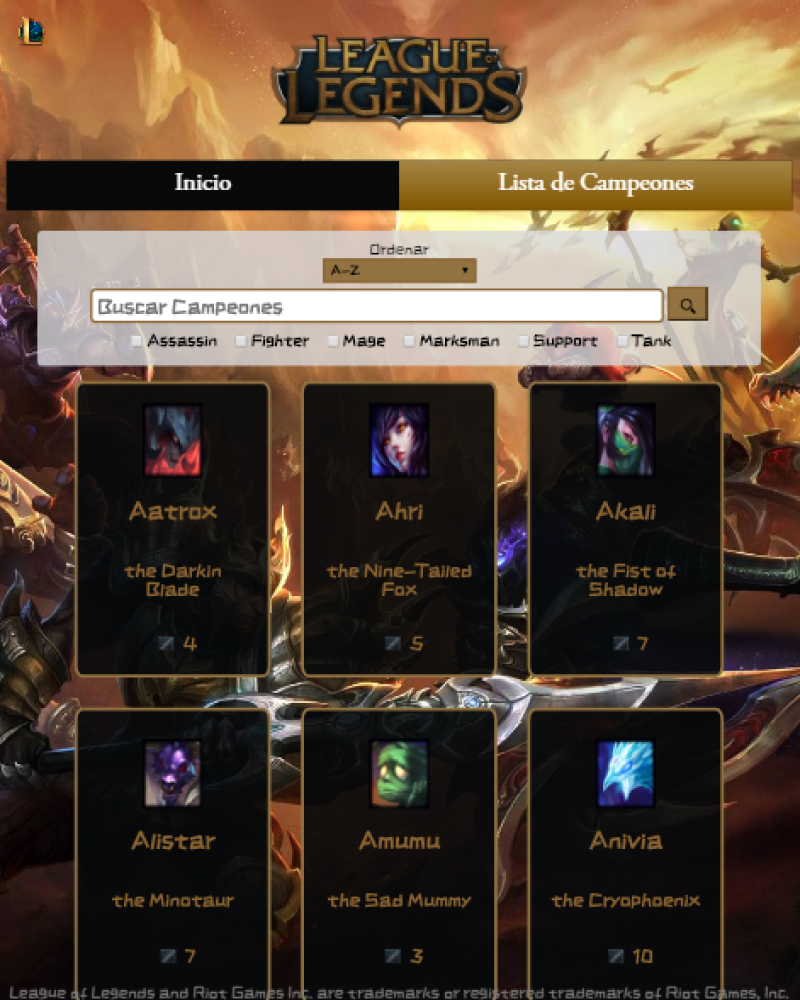 LEAGUE OF
LEGENDS
Inicio
Lista de Campeones
Ordenar
A-Z
Buscar Campeones
Assassin Fighter Mage Marksman Support Tank
Aatrox
the Darkin
Blade
4
Ahri
the Nine-Tailed
Fox
5
Akali
the Fist of
Shadow
7
Alistar
the Minotaur
7
Amumu
the Sad Mummy
3
Anivia
the Cryophoenix
10
League of Legends and Riot Games Inc. are trademarks or registered trademarks of Riot Games, Inc.